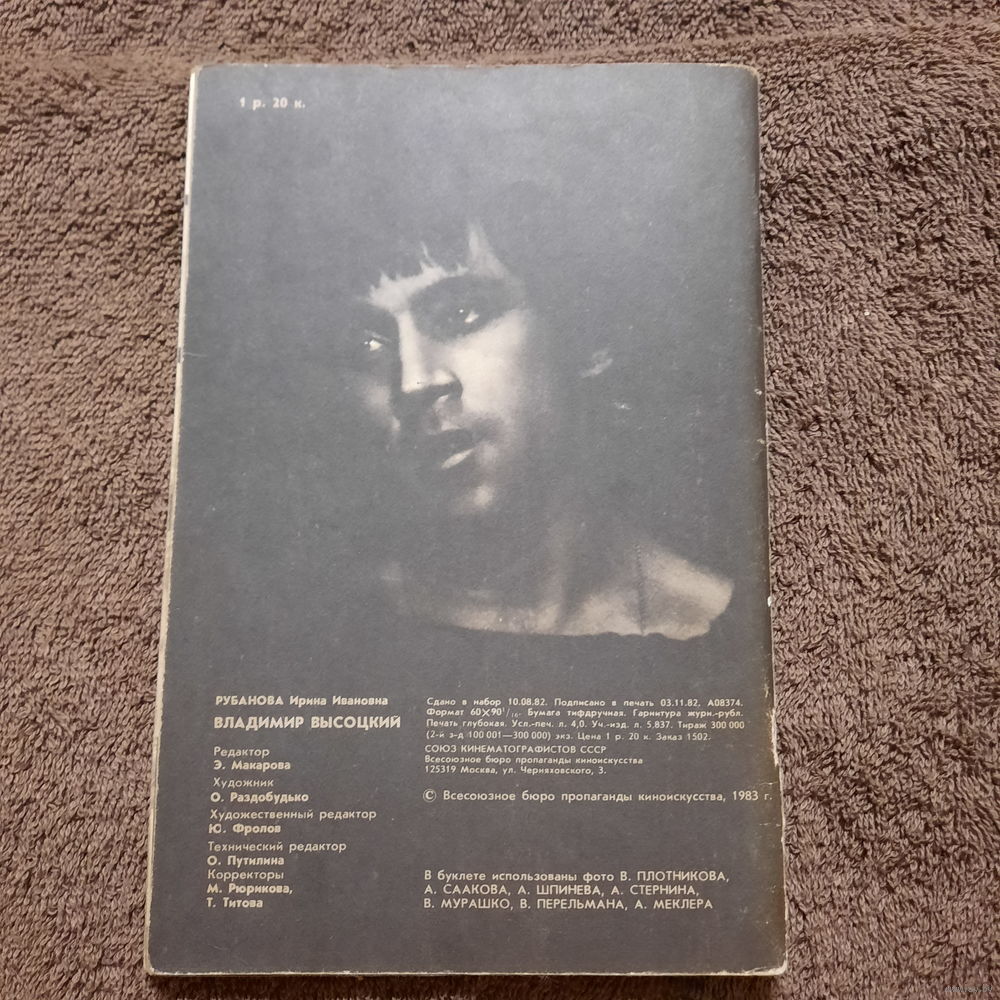 1 р. 20 к.
РУБАНОВА Ирина Ивановна
ВЛАДИМИР ВЫСОЦКИЙ
Редактор
Э. Макарова
Художник
О. Раздобудько
Художественный редактор
Ю. Фролов
Технический редактор
О. Путилина
Корректоры
М. Рюрикова,
Т. Титова
Сдано в набор 10.08.82. Подписано в печать 03.11.82. А08374.
Формат 60×90¹/₁₆. Бумага тифдручная. Гарнитура журн.-рубл.
Печать глубокая. Усл.-печ. л. 4,0. Уч.-изд. л. 5,837. Тираж 300 000
(2-й з-д 100 001—300 000) экз. Цена 1 р. 20 к. Заказ 1502.
СОЮЗ КИНЕМАТОГРАФИСТОВ СССР
Всесоюзное бюро пропаганды киноискусства
125319 Москва, ул. Черняховского, 3.
© Всесоюзное бюро пропаганды киноискусства, 1983 г.
В буклете использованы фото В. ПЛОТНИКОВА,
А. СААКОВА, А. ШПИНЕВА, А. СТЕРНИНА,
В. МУРАШКО, В. ПЕРЕЛЬМАНА, А. МЕКЛЕРА